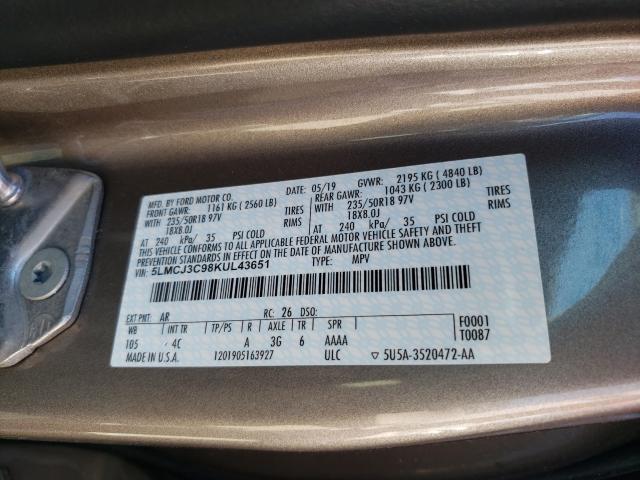 MFD. BY FORD MOTOR CO.
DATE: 05/19 GVWR: 2195 KG ( 4840 LB)
FRONT GAWR: 1161 KG ( 2560 LB) REAR GAWR: 1043 KG ( 2300 LB)
WITH 235/50R18 97V TIRES WITH 235/50R18 97V TIRES
18X8.0J RIMS 18X8.0J RIMS
AT 240 kPa/ 35 PSI COLD AT 240 kPa/ 35 PSI COLD
THIS VEHICLE CONFORMS TO ALL APPLICABLE FEDERAL MOTOR VEHICLE SAFETY AND THEFT
PREVENTION STANDARDS IN EFFECT ON THE DATE OF MANUFACTURE SHOWN ABOVE.
VIN: 5LMCJ3C98KUL43651 TYPE: MPV
EXT PNT: AR RC: 26 DSO:
WB INT TR TP/PS R AXLE TR SPR F0001
105 4C A 3G 6 AAAA T0087
MADE IN U.S.A. 1201905163927 ULC ▽ 5U5A-3520472-AA